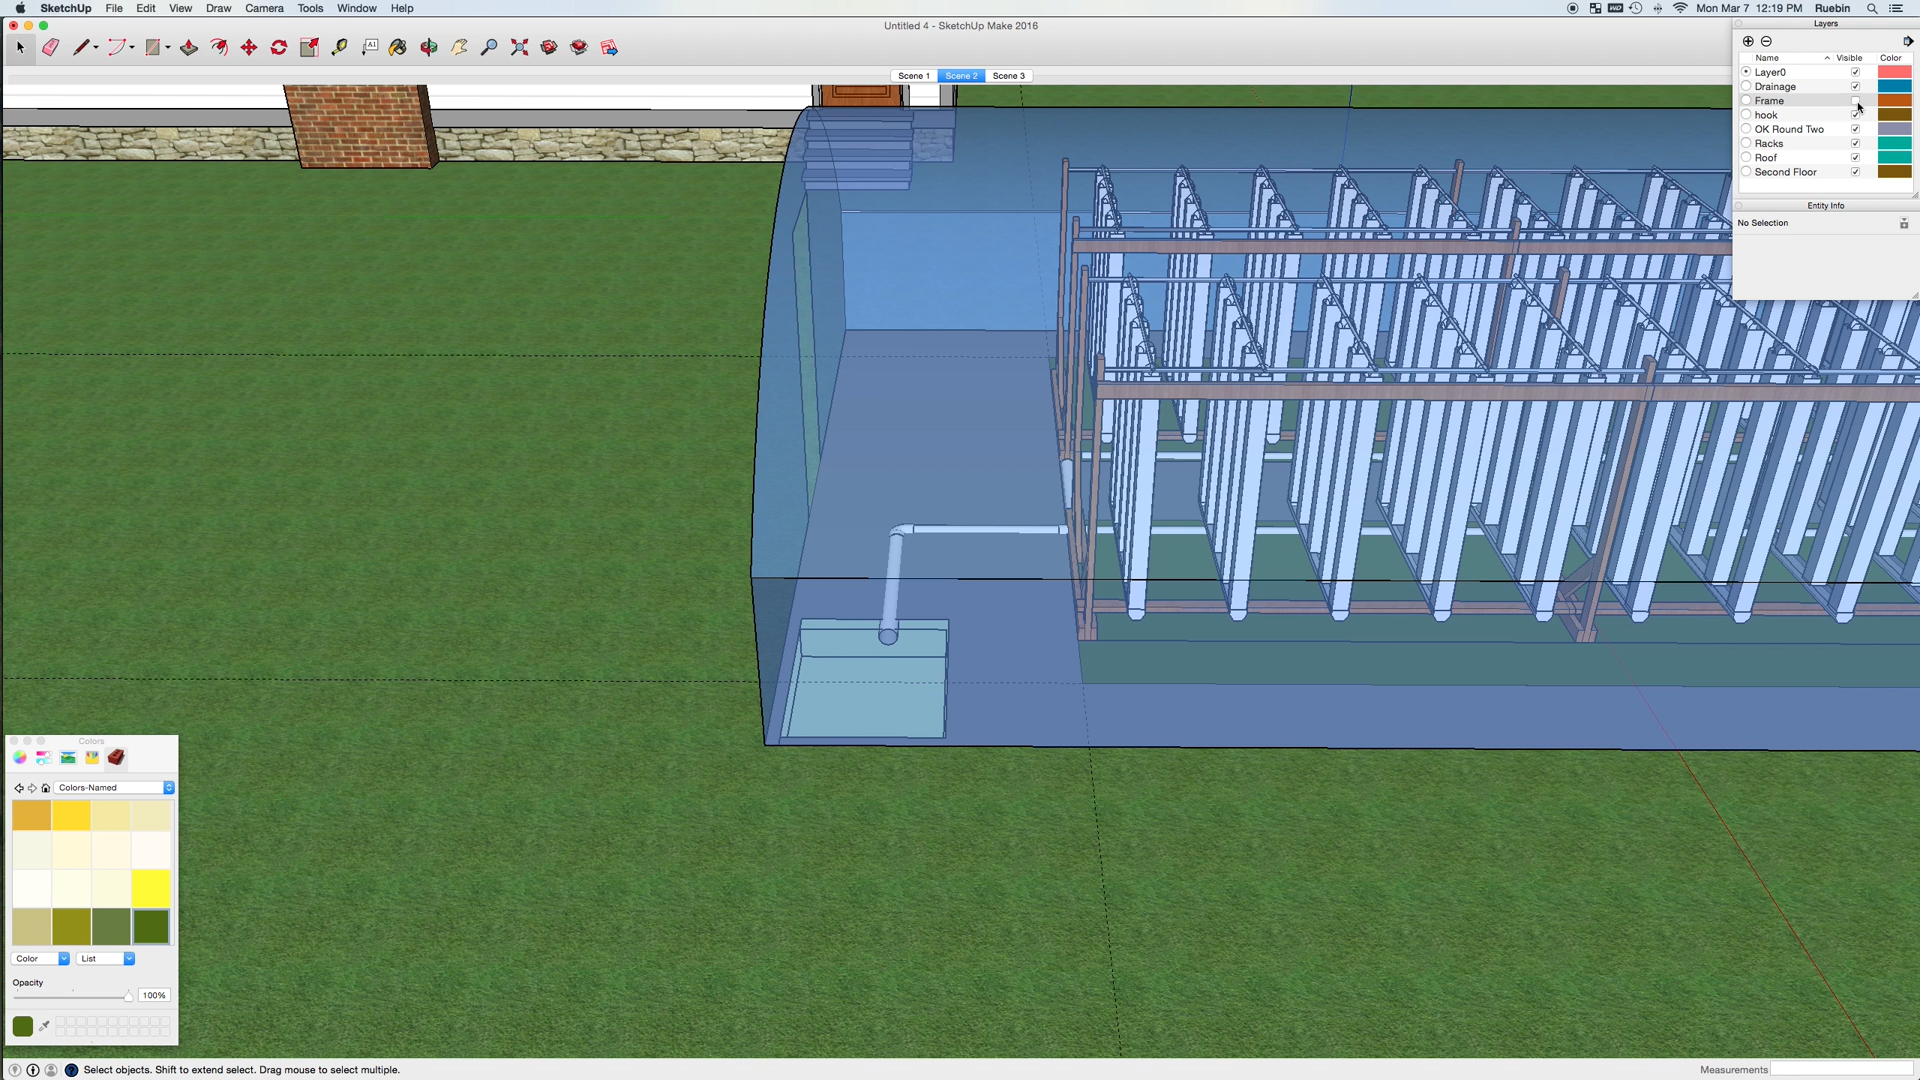 SketchUp File Edit View Draw Camera Tools Window Help
Mon Mar 7 12:19 PM Ruebin
Untitled 4 - SketchUp Make 2016
A1
Scene 1 Scene 2 Scene 3
Layers
Name Visible Color
Layer0
Drainage
Frame
hook
OK Round Two
Racks
Roof
Second Floor
Entity Info
No Selection
Colors
Colors-Named
Color List
Opacity
100%
Select objects. Shift to extend select. Drag mouse to select multiple.
Measurements